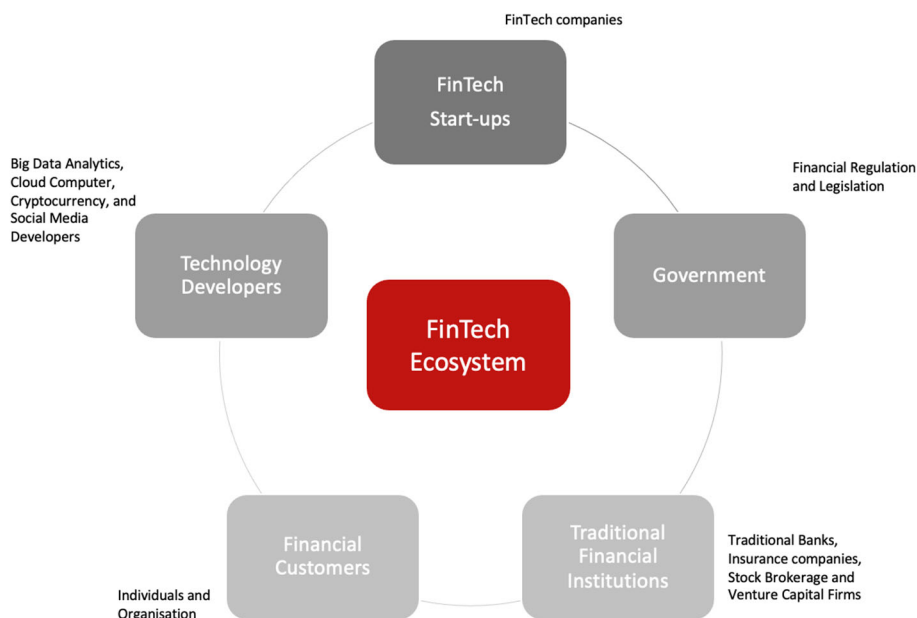 FinTech companies
FinTech
Start-ups
Big Data Analytics,
Cloud Computer,
Cryptocurrency, and
Social Media
Developers
Financial Regulation
and Legislation
Technology
Developers
Government
FinTech
Ecosystem
Financial
Customers
Traditional
Financial
Institutions
Traditional Banks,
Insurance companies,
Stock Brokerage and
Venture Capital Firms
Individuals and
Organisation